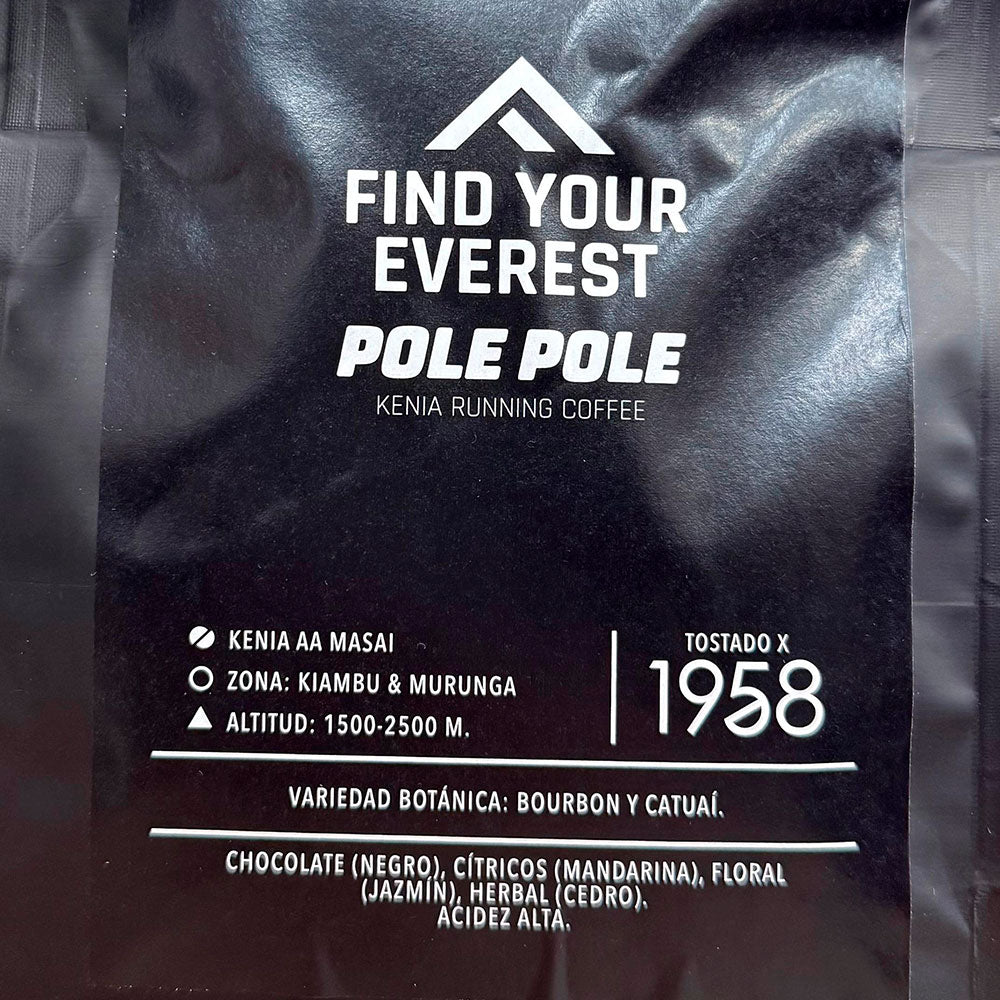 FIND YOUR
EVEREST
POLE POLE
KENIA RUNNING COFFEE
KENIA AA MASAI
ZONA: KIAMBU & MURUNGA
ALTITUD: 1500-2500 M.
TOSTADO X
1958
VARIEDAD BOTÁNICA: BOURBON Y CATUAÍ.
CHOCOLATE (NEGRO), CÍTRICOS (MANDARINA), FLORAL
(JAZMÍN), HERBAL (CEDRO).
ACIDEZ ALTA.